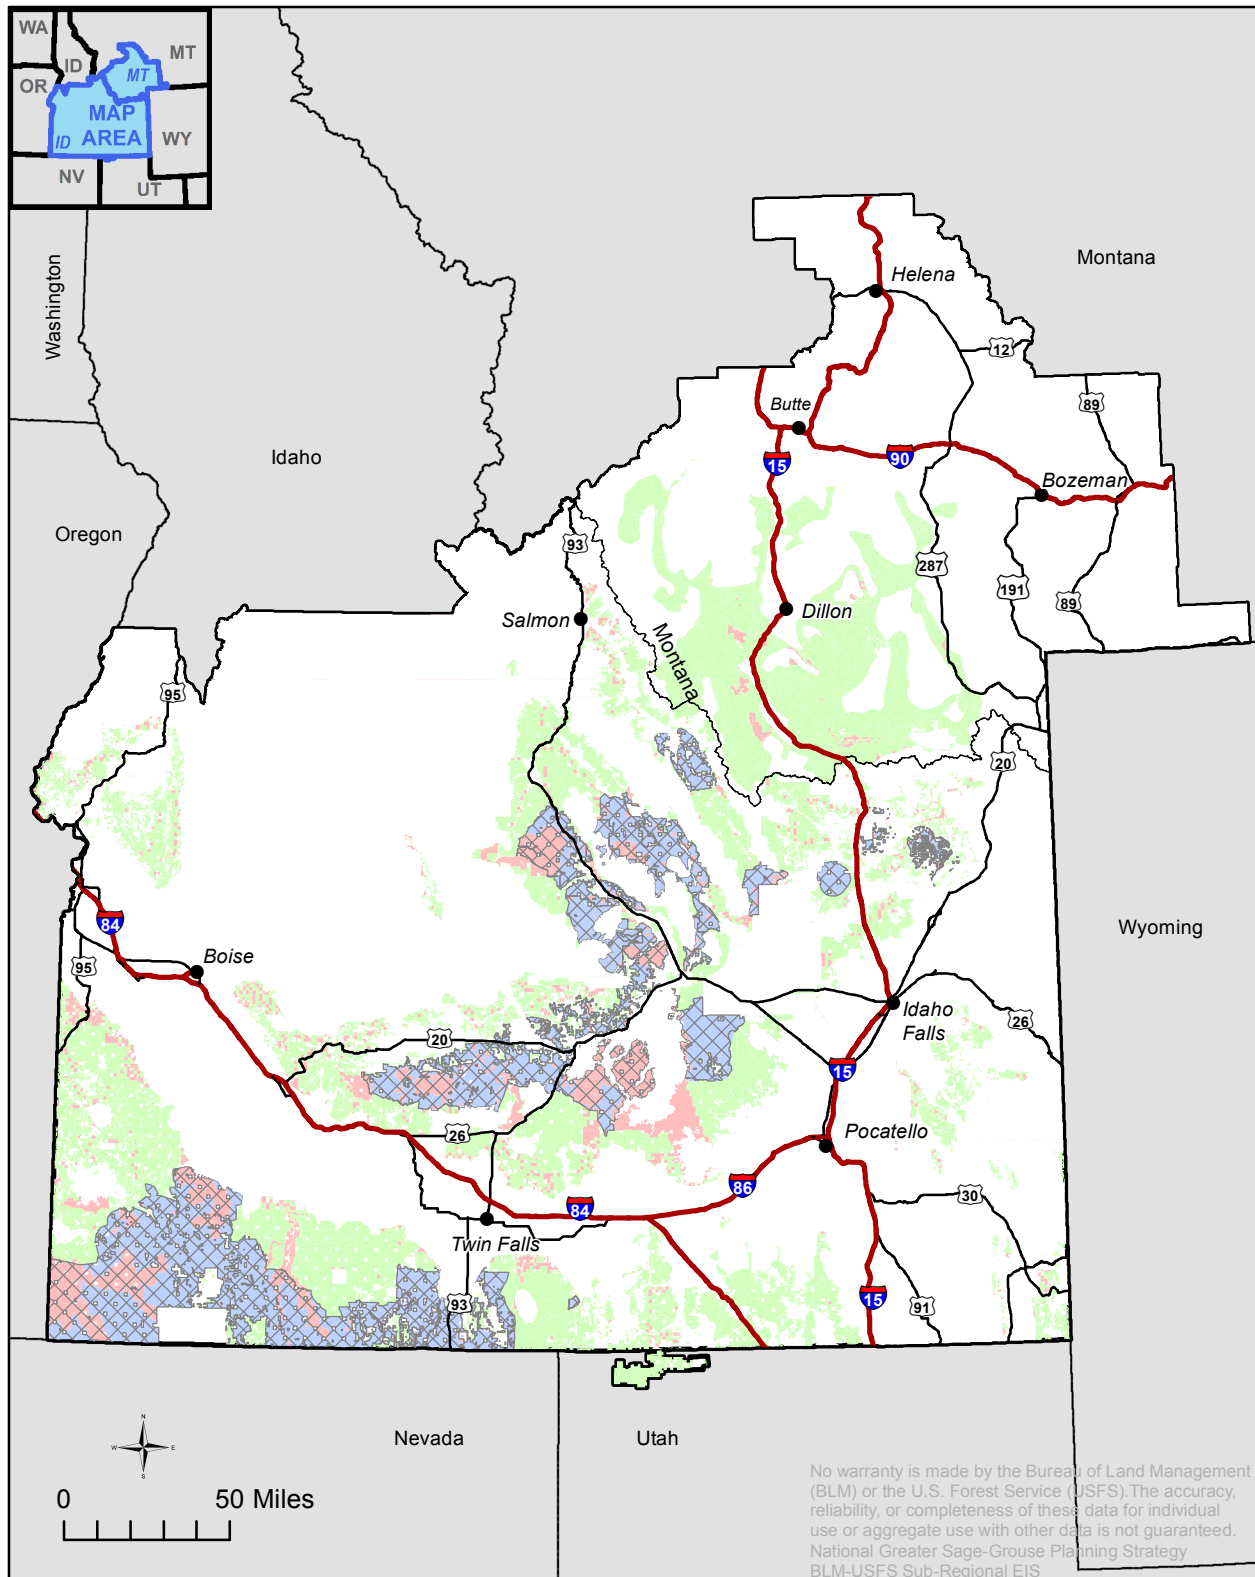 WA
MT
ID
OR
MT
MAP
AREA
ID
WY
NV
UT
Washington
Montana
Helena
12
Butte
89
15
90
Bozeman
Idaho
Oregon
93
287
191
89
Salmon
Dillon
Montana
95
20
84
Wyoming
95
Boise
Idaho
Falls
26
20
15
26
Pocatello
86
30
84
Twin Falls
93
15
91
N
W
E
S
Nevada
Utah
0
50 Miles
No warranty is made by the Bureau of Land Management
(BLM) or the U.S. Forest Service (USFS).The accuracy,
reliability, or completeness of these data for individual
use or aggregate use with other data is not guaranteed.
National Greater Sage-Grouse Planning Strategy
BLM-USFS Sub-Regional EIS